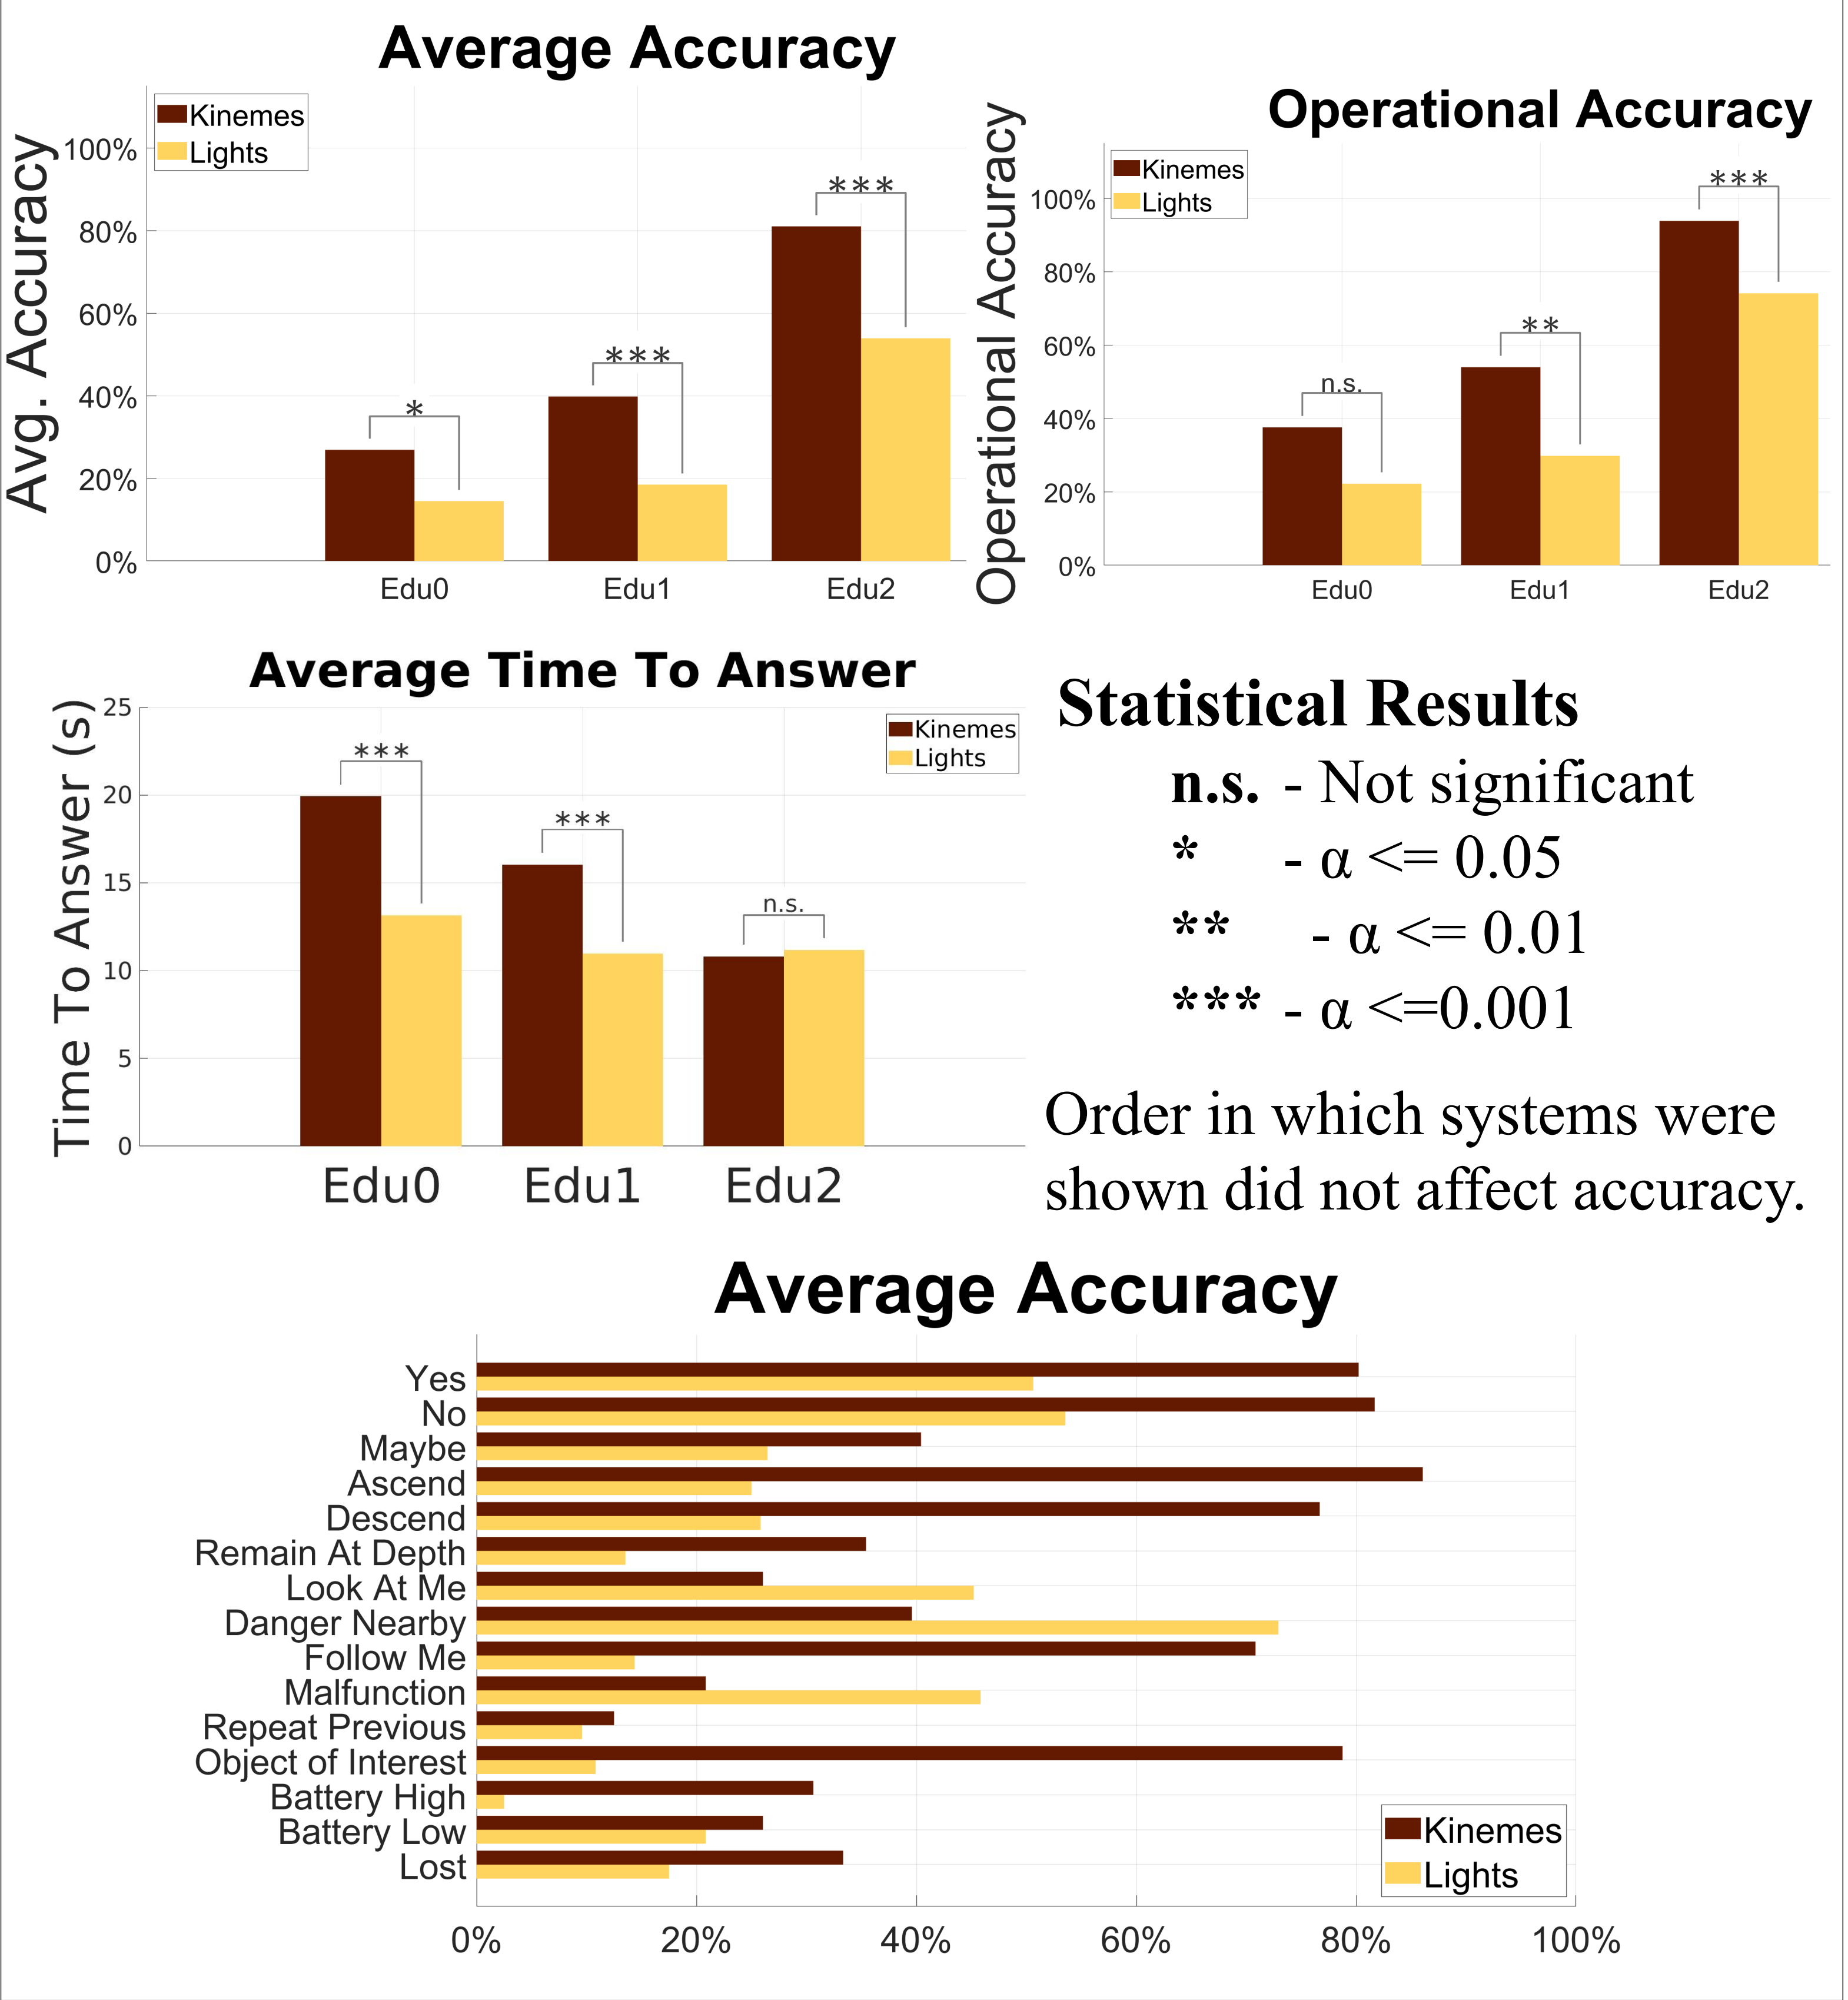 Average Accuracy
Avg. Accuracy
Kinemes
Lights
100%
80%
60%
40%
20%
0%
*
***
***
Edu0 Edu1 Edu2
Operational Accuracy
Operational Accuracy
Kinemes
Lights
100%
80%
60%
40%
20%
0%
n.s.
**
***
Edu0 Edu1 Edu2
Average Time To Answer
Time To Answer (s)
Kinemes
Lights
25
20
15
10
5
0
***
***
n.s.
Edu0 Edu1 Edu2
Statistical Results
n.s. - Not significant
* - α <= 0.05
** - α <= 0.01
*** - α <=0.001
Order in which systems were
shown did not affect accuracy.
Average Accuracy
Yes
No
Maybe
Ascend
Descend
Remain At Depth
Look At Me
Danger Nearby
Follow Me
Malfunction
Repeat Previous
Object of Interest
Battery High
Battery Low
Lost
Kinemes
Lights
0% 20% 40% 60% 80% 100%